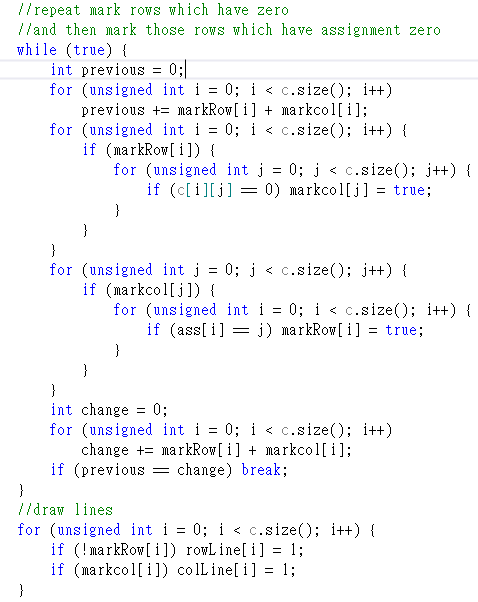 //repeat mark rows which have zero
//and then mark those rows which have assignment zero
while (true) {
    int previous = 0;
    for (unsigned int i = 0; i < c.size(); i++)
        previous += markRow[i] + markcol[i];
    for (unsigned int i = 0; i < c.size(); i++) {
        if (markRow[i]) {
            for (unsigned int j = 0; j < c.size(); j++) {
                if (c[i][j] == 0) markcol[j] = true;
            }
        }
    }
    for (unsigned int j = 0; j < c.size(); j++) {
        if (markcol[j]) {
            for (unsigned int i = 0; i < c.size(); i++) {
                if (ass[i] == j) markRow[i] = true;
            }
        }
    }
    int change = 0;
    for (unsigned int i = 0; i < c.size(); i++)
        change += markRow[i] + markcol[i];
    if (previous == change) break;
}
//draw lines
for (unsigned int i = 0; i < c.size(); i++) {
    if (!markRow[i]) rowLine[i] = 1;
    if (markcol[i]) colLine[i] = 1;
}